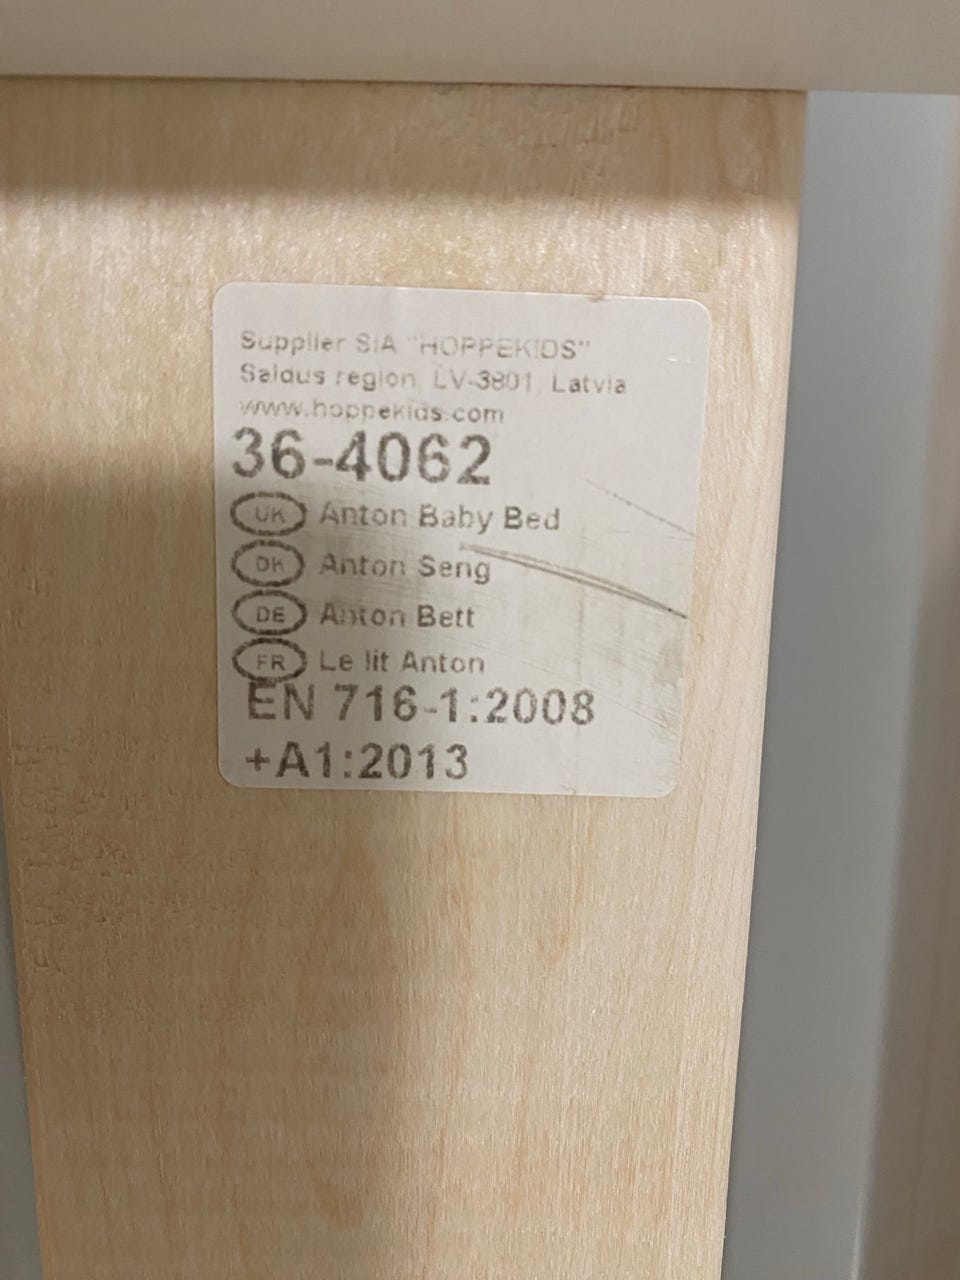 Supplier SIA "HOPPEKIDS"
Saldus region, LV-3801, Latvia
www.hoppekids.com
36-4062
UK Anton Baby Bed
DK Anton Seng
DE Anton Bett
FR Le lit Anton
EN 716-1:2008
+A1:2013